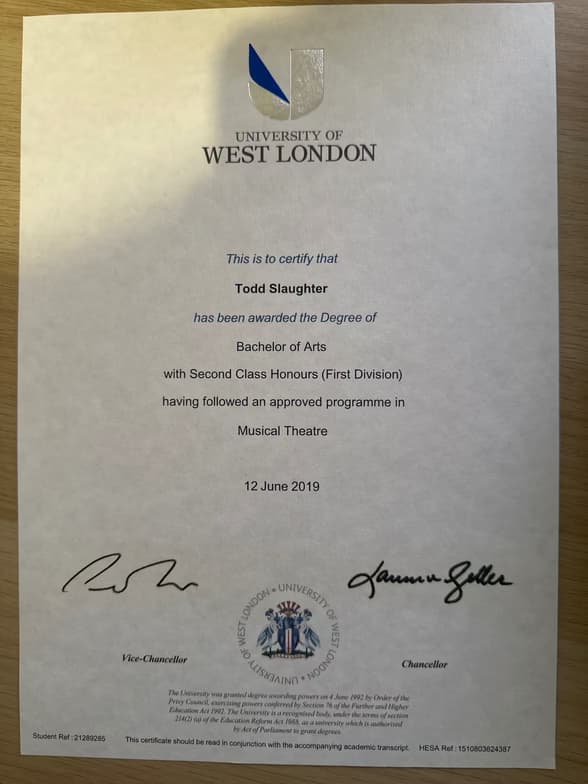 UNIVERSITY OF
WEST LONDON
This is to certify that
Todd Slaughter
has been awarded the Degree of
Bachelor of Arts
with Second Class Honours (First Division)
having followed an approved programme in
Musical Theatre
12 June 2019
UNIVERSITY OF WEST LONDON • UNIVERSITY OF WEST LONDON •
Vice-Chancellor
Chancellor
The University was granted degree awarding powers on 4 June 1992 by Order of the
Privy Council, exercising powers conferred by Section 76 of the Further and Higher
Education Act 1992. The University is a recognised body, under the terms of section
214(2) (a) of the Education Reform Act 1988, as a university which is authorised
by Act of Parliament to grant degrees.
Student Ref :21289285
This certificate should be read in conjunction with the accompanying academic transcript.
HESA Ref :1510803624387